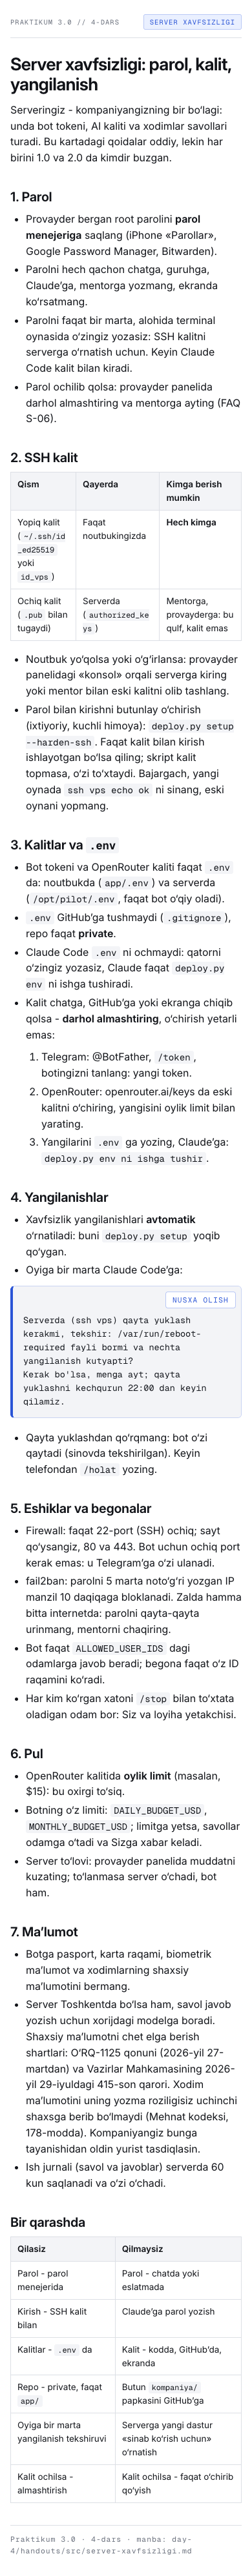 PRAKTIKUM 3.0 // 4-DARS
SERVER XAVFSIZLIGI
Server xavfsizligi: parol, kalit,
yangilanish
Serveringiz - kompaniyangizning bir bo‘lagi:
unda bot tokeni, AI kaliti va xodimlar savollari
turadi. Bu kartadagi qoidalar oddiy, lekin har
birini 1.0 va 2.0 da kimdir buzgan.
1. Parol
• Provayder bergan root parolini parol
menejeriga saqlang (iPhone «Parollar»,
Google Password Manager, Bitwarden).
• Parolni hech qachon chatga, guruhga,
Claude’ga, mentorga yozmang, ekranda
ko‘rsatmang.
• Parolni faqat bir marta, alohida terminal
oynasida o‘zingiz yozasiz: SSH kalitni
serverga o‘rnatish uchun. Keyin Claude
Code kalit bilan kiradi.
• Parol ochilib qolsa: provayder panelida
darhol almashtiring va mentorga ayting (FAQ
S-06).
2. SSH kalit
Qism Qayerda Kimga berish
mumkin
Yopiq kalit
( ~/.ssh/id
_ed25519
yoki
id_vps )
Faqat
noutbukingizda
Hech kimga
Ochiq kalit
( .pub bilan
tugaydi)
Serverda
( authorized_ke
ys )
Mentorga,
provayderga: bu
qulf, kalit emas
• Noutbuk yo‘qolsa yoki o‘g‘irlansa: provayder
panelidagi «konsol» orqali serverga kiring
yoki mentor bilan eski kalitni olib tashlang.
• Parol bilan kirishni butunlay o‘chirish
(ixtiyoriy, kuchli himoya): deploy.py setup
--harden-ssh . Faqat kalit bilan kirish
ishlayotgan bo‘lsa qiling; skript kalit
topmasa, o‘zi to‘xtaydi. Bajargach, yangi
oynada ssh vps echo ok ni sinang, eski
oynani yopmang.
3. Kalitlar va .env
• Bot tokeni va OpenRouter kaliti faqat .env
da: noutbukda ( app/.env ) va serverda
( /opt/pilot/.env , faqat bot o‘qiy oladi).
• .env GitHub’ga tushmaydi ( .gitignore ),
repo faqat private.
• Claude Code .env ni ochmaydi: qatorni
o‘zingiz yozasiz, Claude faqat deploy.py
env ni ishga tushiradi.
• Kalit chatga, GitHub’ga yoki ekranga chiqib
qolsa - darhol almashtiring, o‘chirish yetarli
emas:
1. Telegram: @BotFather, /token ,
botingizni tanlang: yangi token.
2. OpenRouter: openrouter.ai/keys da eski
kalitni o‘chiring, yangisini oylik limit bilan
yarating.
3. Yangilarini .env ga yozing, Claude’ga:
deploy.py env ni ishga tushir .
4. Yangilanishlar
• Xavfsizlik yangilanishlari avtomatik
o‘rnatiladi: buni deploy.py setup yoqib
qo‘ygan.
• Oyiga bir marta Claude Code’ga:
NUSXA OLISH
Serverda (ssh vps) qayta yuklash
kerakmi, tekshir: /var/run/reboot-
required fayli bormi va nechta
yangilanish kutyapti?
Kerak bo'lsa, menga ayt; qayta
yuklashni kechqurun 22:00 dan keyin
qilamiz.
• Qayta yuklashdan qo‘rqmang: bot o‘zi
qaytadi (sinovda tekshirilgan). Keyin
telefondan /holat yozing.
5. Eshiklar va begonalar
• Firewall: faqat 22-port (SSH) ochiq; sayt
qo‘ysangiz, 80 va 443. Bot uchun ochiq port
kerak emas: u Telegram’ga o‘zi ulanadi.
• fail2ban: parolni 5 marta noto‘g‘ri yozgan IP
manzil 10 daqiqaga bloklanadi. Zalda hamma
bitta internetda: parolni qayta-qayta
urinmang, mentorni chaqiring.
• Bot faqat ALLOWED_USER_IDS dagi
odamlarga javob beradi; begona faqat o‘z ID
raqamini ko‘radi.
• Har kim ko‘rgan xatoni /stop bilan to‘xtata
oladigan odam bor: Siz va loyiha yetakchisi.
6. Pul
• OpenRouter kalitida oylik limit (masalan,
$15): bu oxirgi to‘siq.
• Botning o‘z limiti: DAILY_BUDGET_USD ,
MONTHLY_BUDGET_USD ; limitga yetsa, savollar
odamga o‘tadi va Sizga xabar keladi.
• Server to‘lovi: provayder panelida muddatni
kuzating; to‘lanmasa server o‘chadi, bot
ham.
7. Ma’lumot
• Botga pasport, karta raqami, biometrik
ma’lumot va xodimlarning shaxsiy
ma’lumotini bermang.
• Server Toshkentda bo‘lsa ham, savol javob
yozish uchun xorijdagi modelga boradi.
Shaxsiy ma’lumotni chet elga berish
shartlari: O‘RQ-1125 qonuni (2026-yil 27-
martdan) va Vazirlar Mahkamasining 2026-
yil 29-iyuldagi 415-son qarori. Xodim
ma’lumotini uning yozma roziligisiz uchinchi
shaxsga berib bo‘lmaydi (Mehnat kodeksi,
178-modda). Kompaniyangiz bunga
tayanishidan oldin yurist tasdiqlasin.
• Ish jurnali (savol va javoblar) serverda 60
kun saqlanadi va o‘zi o‘chadi.
Bir qarashda
Qilasiz Qilmaysiz
Parol - parol
menejerida
Parol - chatda yoki
eslatmada
Kirish - SSH kalit
bilan
Claude’ga parol yozish
Kalitlar - .env da
Kalit - kodda, GitHub’da,
ekranda
Repo - private, faqat
app/
Butun kompaniya/
papkasini GitHub’ga
Oyiga bir marta
yangilanish tekshiruvi
Serverga yangi dastur
«sinab ko‘rish uchun»
o‘rnatish
Kalit ochilsa -
almashtirish
Kalit ochilsa - faqat o‘chirib
qo‘yish
Praktikum 3.0 · 4-dars · manba: day-
4/handouts/src/server-xavfsizligi.md